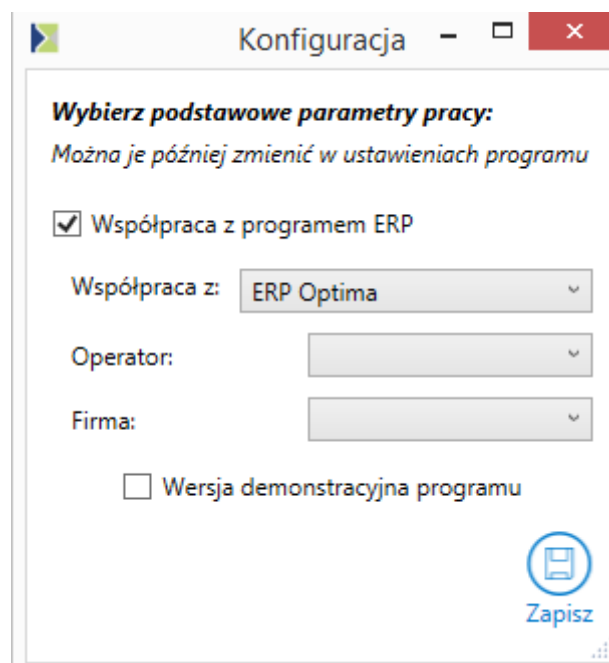 Konfiguracja
Wybierz podstawowe parametry pracy:
Można je później zmienić w ustawieniach programu
Współpraca z programem ERP
Współpraca z: ERP Optima
Operator:
Firma:
Wersja demonstracyjna programu
Zapisz